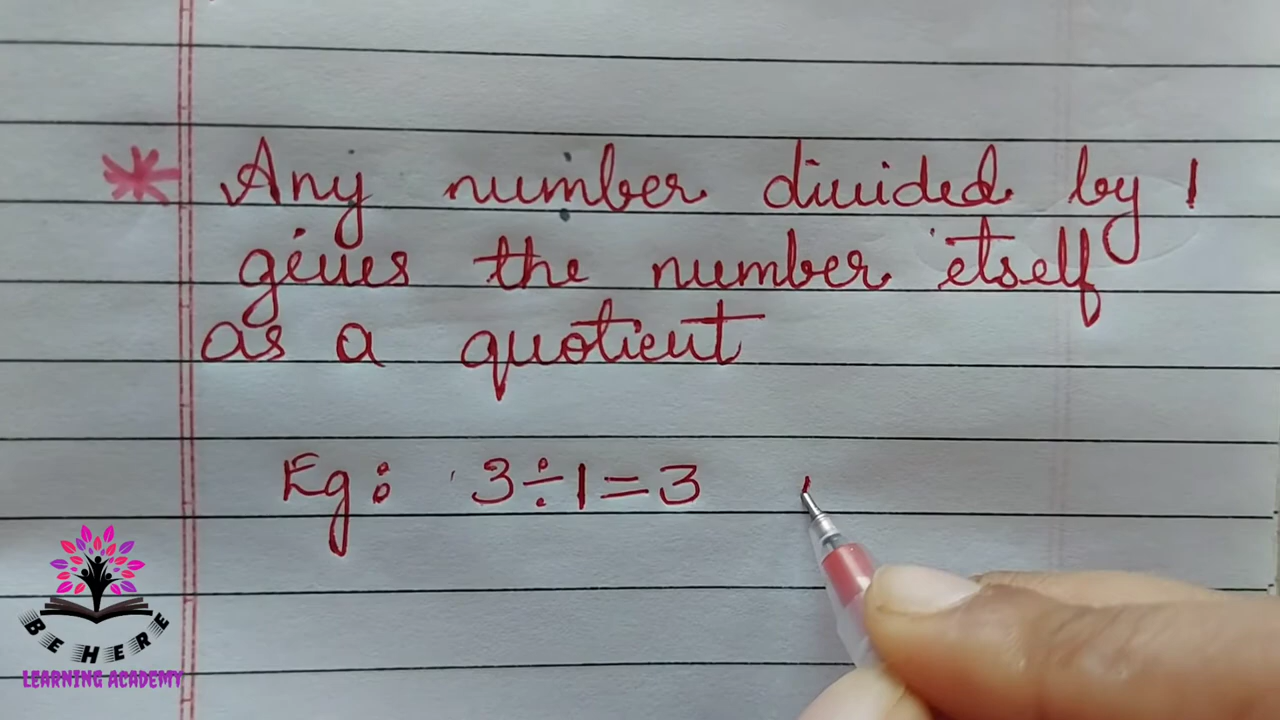 * Any number divided by 1
gives the number itself
as a quotient
Eg: 3÷1=3
BE HERE
LEARNING ACADEMY